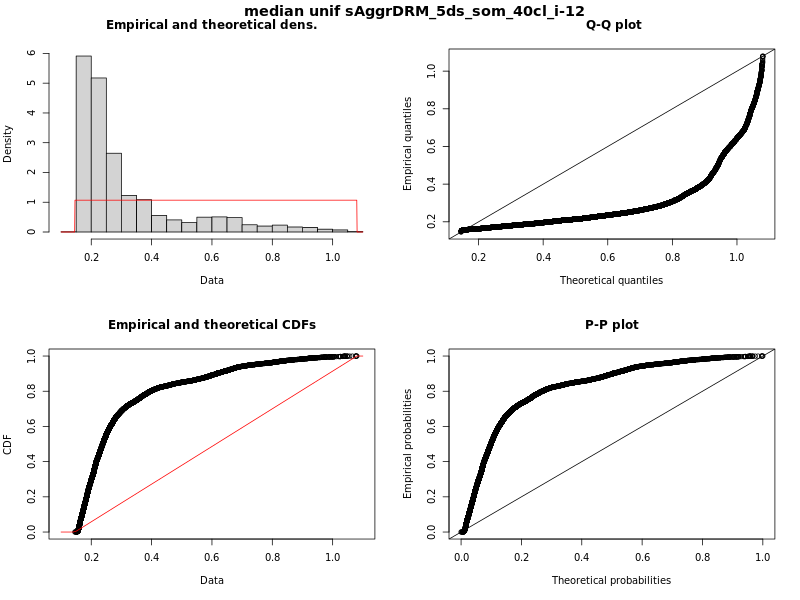 median unif sAggrDRM_5ds_som_40cl_i-12
Empirical and theoretical dens.
Density
0 1 2 3 4 5 6
0.2 0.4 0.6 0.8 1.0
Data
Q-Q plot
Empirical quantiles
0.2 0.4 0.6 0.8 1.0
0.2 0.4 0.6 0.8 1.0
Theoretical quantiles
Empirical and theoretical CDFs
CDF
0.0 0.2 0.4 0.6 0.8 1.0
0.2 0.4 0.6 0.8 1.0
Data
P-P plot
Empirical probabilities
0.0 0.2 0.4 0.6 0.8 1.0
0.0 0.2 0.4 0.6 0.8 1.0
Theoretical probabilities